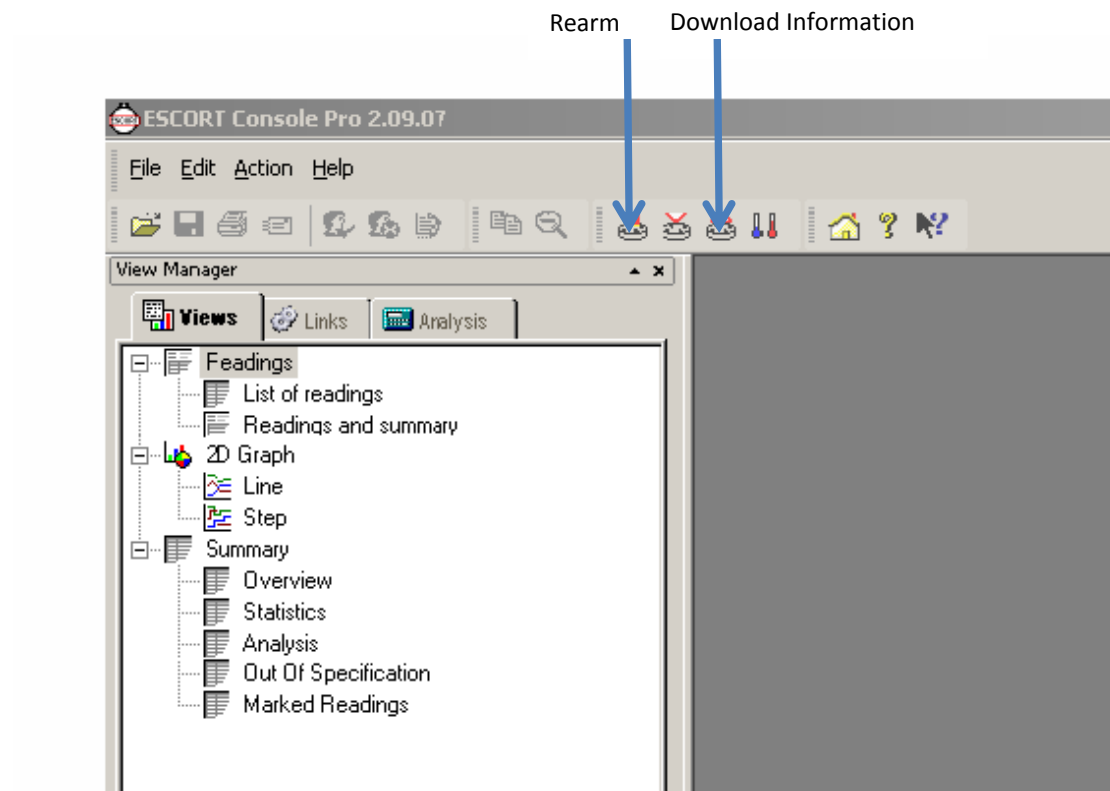 Rearm Download Information
ESCORT Console Pro 2.09.07
File Edit Action Help
View Manager
Views Links Analysis
Feadings
List of readings
Readings and summary
2D Graph
Line
Step
Summary
Overview
Statistics
Analysis
Out Of Specification
Marked Readings